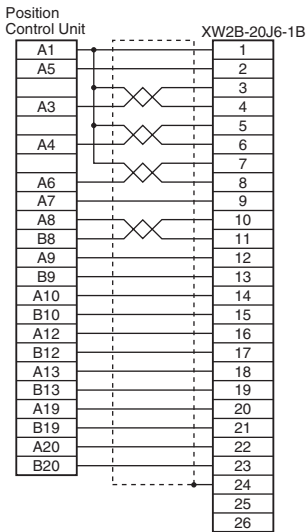 Position
Control Unit
XW2B-20J6-1B
A1 1
A5 2
3
A3 4
5
A4 6
7
A6 8
A7 9
A8 10
B8 11
A9 12
B9 13
A10 14
B10 15
A12 16
B12 17
A13 18
B13 19
A19 20
B19 21
A20 22
B20 23
24
25
26